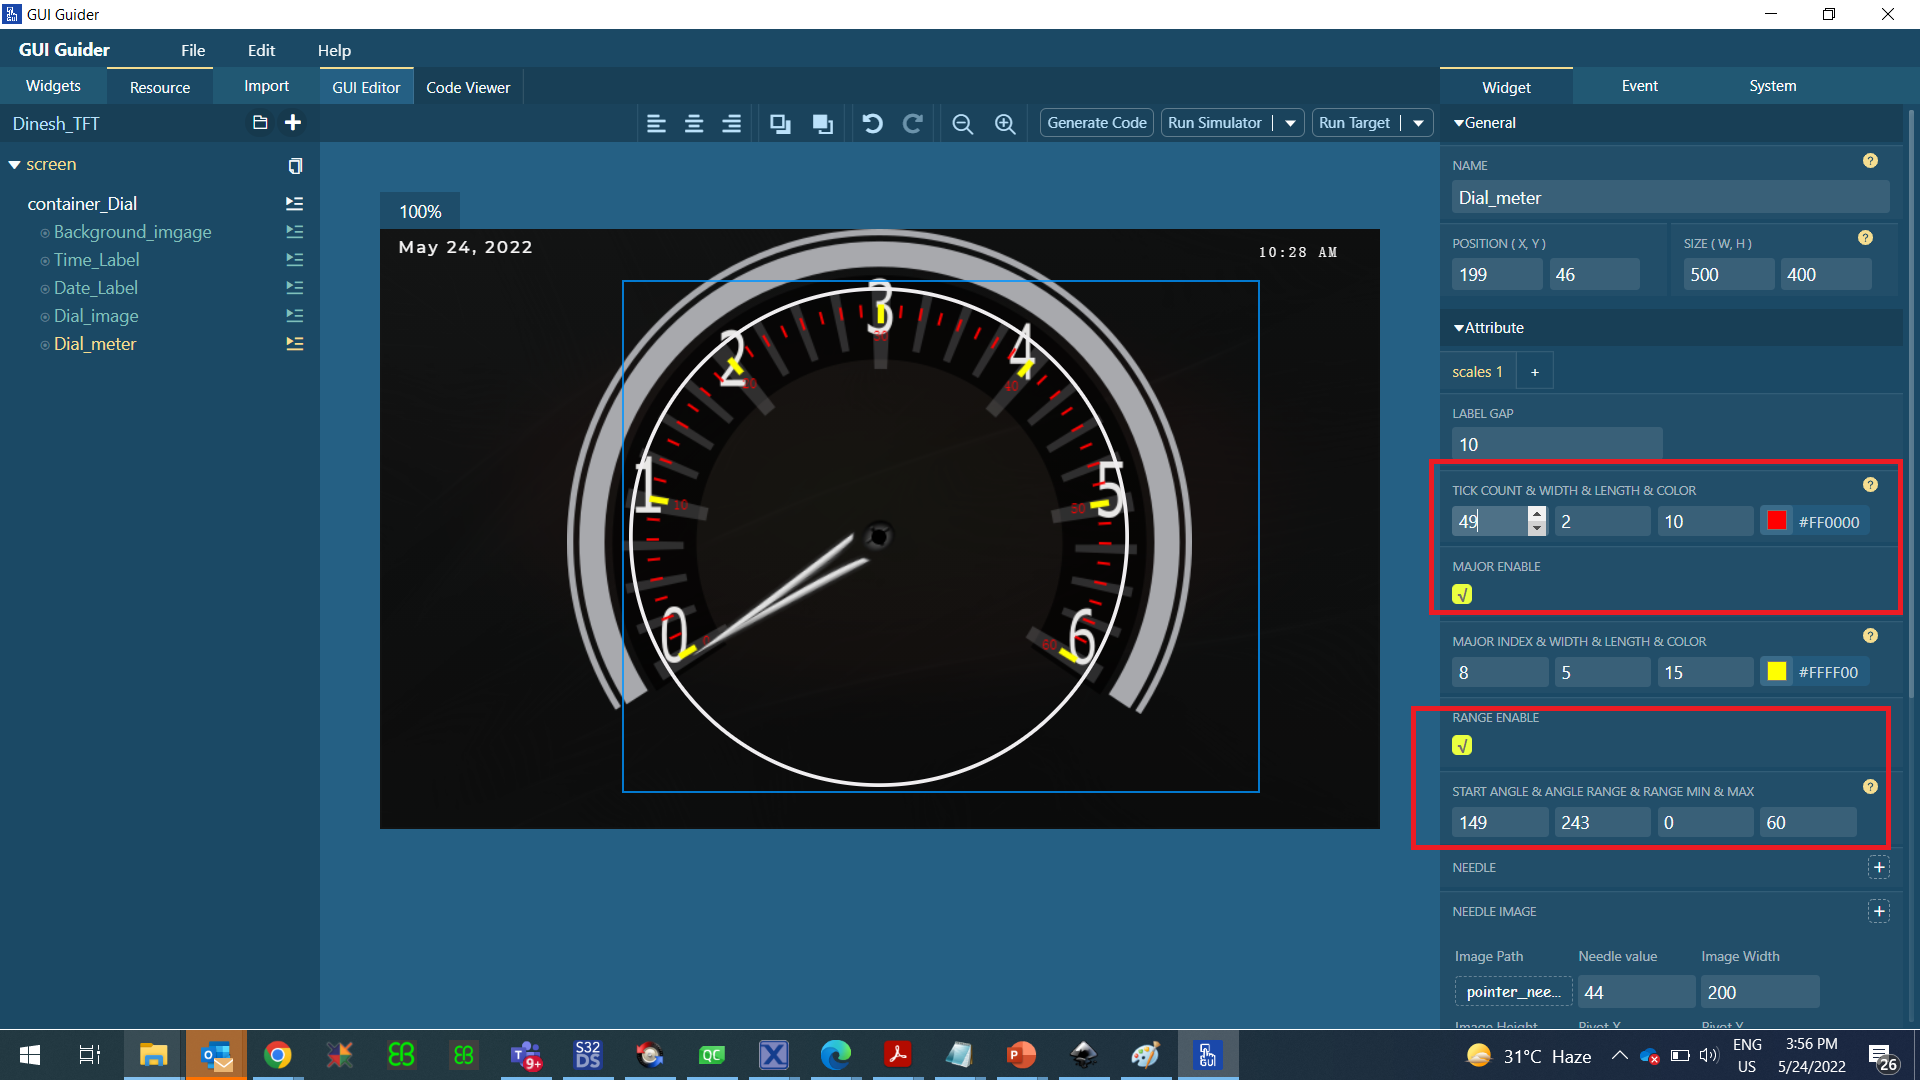 GUI Guider
GUI Guider File Edit Help
Widgets Resource Import GUI Editor Code Viewer Widget Event System
Dinesh_TFT
Generate Code Run Simulator Run Target
General
screen
container_Dial
Background_imgage
Time_Label
Date_Label
Dial_image
Dial_meter
100%
May 24, 2022
10:28 AM
0
1
2
3
4
5
6
0
10
30
40
60
NAME
?
Dial_meter
POSITION ( X, Y ) SIZE ( W, H ) ?
199 46 500 400
Attribute
scales 1 +
LABEL GAP
10
TICK COUNT & WIDTH & LENGTH & COLOR ?
49 2 10 #FF0000
MAJOR ENABLE
√
MAJOR INDEX & WIDTH & LENGTH & COLOR ?
8 5 15 #FFFF00
RANGE ENABLE
√
START ANGLE & ANGLE RANGE & RANGE MIN & MAX ?
149 243 0 60
NEEDLE +
NEEDLE IMAGE +
Image Path Needle value Image Width
pointer_nee... 44 200
Image Height Pivot X Pivot Y
T 9+ S32 DS QC X P GUI
31°C Haze
ENG
US
3:56 PM
5/24/2022
26